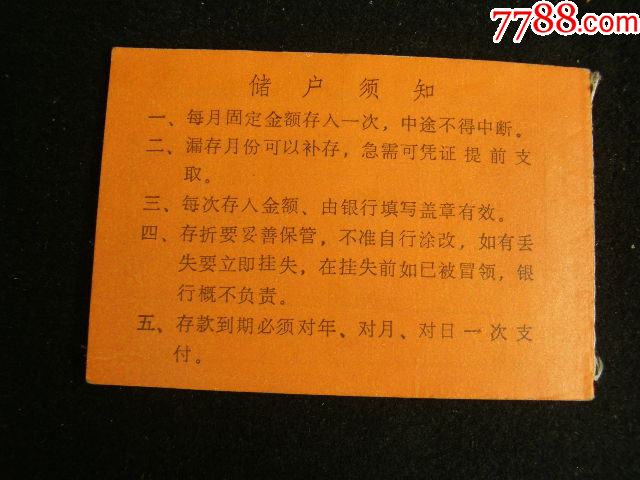 7788.com
储户须知
一、每月固定金额存入一次，中途不得中断。
二、漏存月份可以补存，急需可凭证提前支
取。
三、每次存入金额、由银行填写盖章有效。
四、存折要妥善保管，不准自行涂改，如有丢
失要立即挂失，在挂失前如已被冒领，银
行概不负责。
五、存款到期必须对年、对月、对日一次支
付。